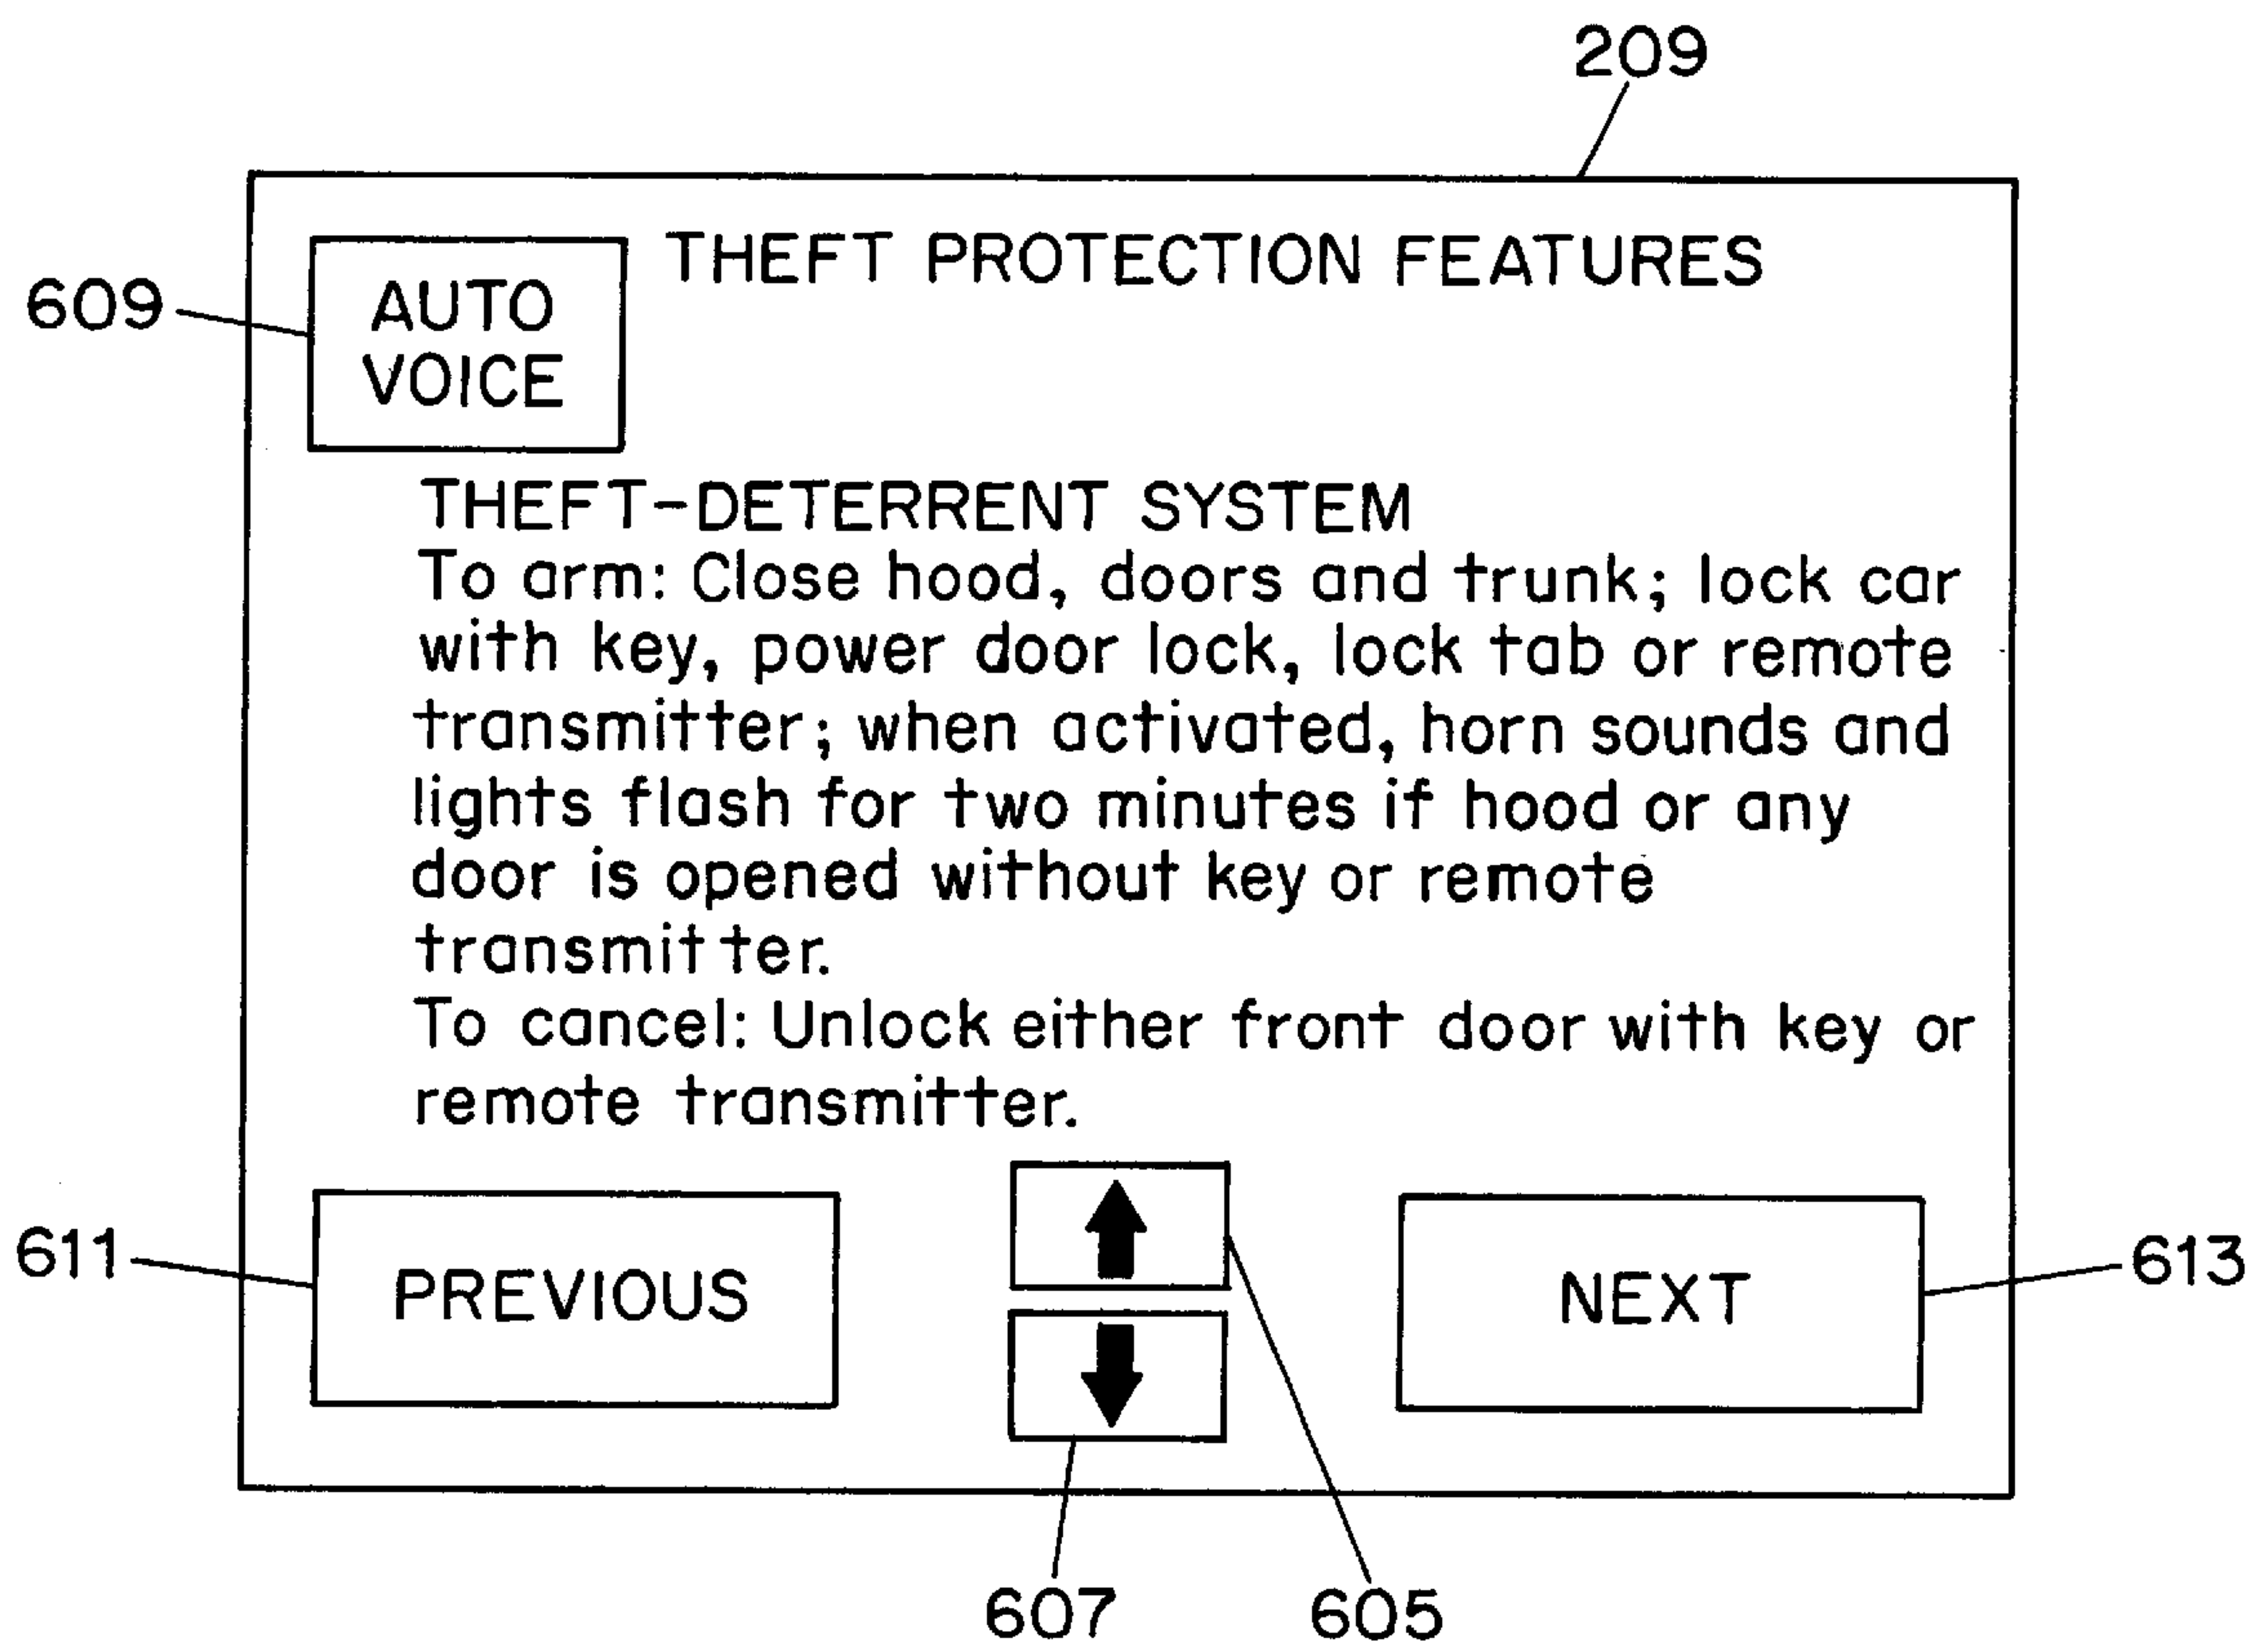 209
THEFT PROTECTION FEATURES
609
AUTO
VOICE
THEFT-DETERRENT SYSTEM
To arm: Close hood, doors and trunk; lock car
with key, power door lock, lock tab or remote
transmitter; when activated, horn sounds and
lights flash for two minutes if hood or any
door is opened without key or remote
transmitter.
To cancel: Unlock either front door with key or
remote transmitter.
611
PREVIOUS
NEXT
613
607
605